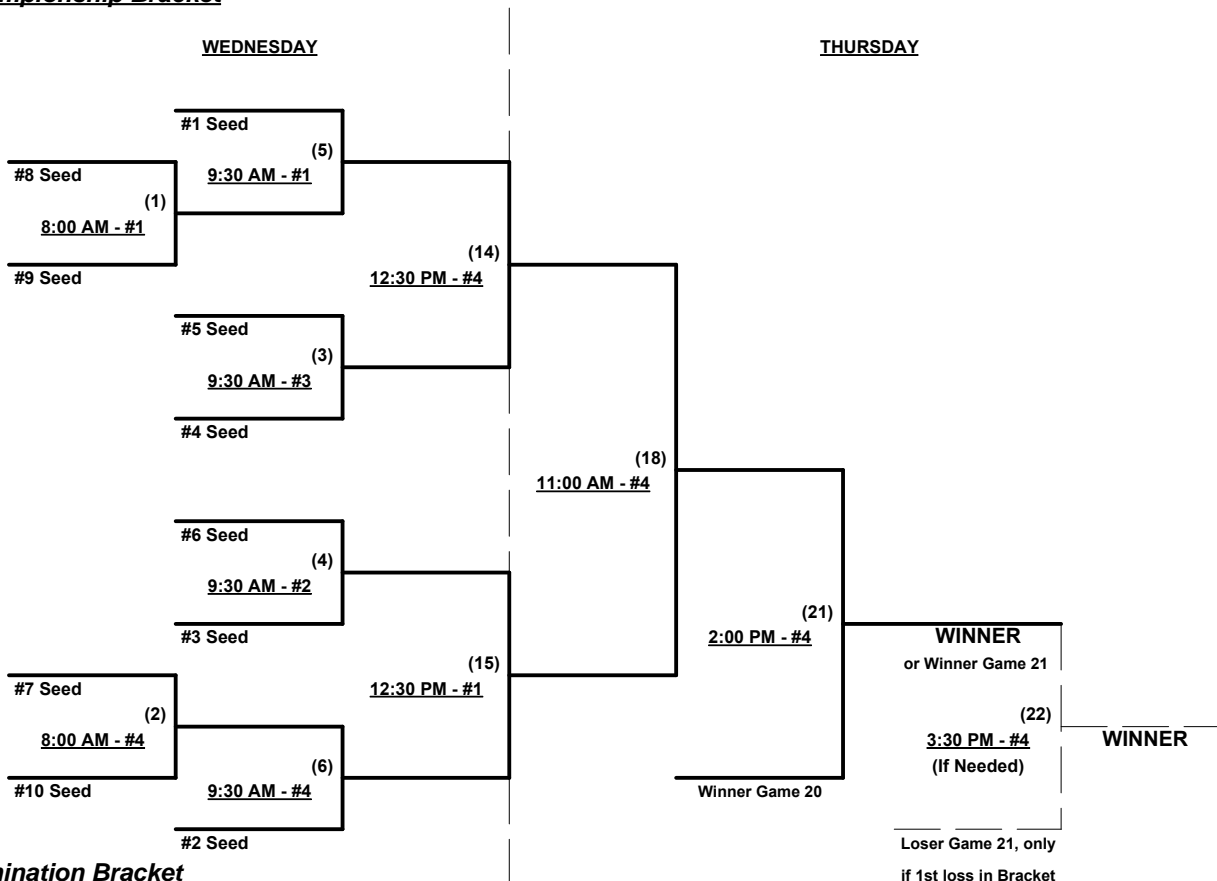 WEDNESDAY
THURSDAY
#1 Seed
(5)
9:30 AM - #1
#8 Seed
(1)
8:00 AM - #1
#9 Seed
(14)
12:30 PM - #4
#5 Seed
(3)
9:30 AM - #3
#4 Seed
(18)
11:00 AM - #4
#6 Seed
(4)
9:30 AM - #2
#3 Seed
(21)
2:00 PM - #4
WINNER
or Winner Game 21
(15)
12:30 PM - #1
#7 Seed
(2)
8:00 AM - #4
#10 Seed
(6)
9:30 AM - #4
#2 Seed
(22)
3:30 PM - #4
(If Needed)
WINNER
Winner Game 20
Loser Game 21, only
if 1st loss in Bracket
Bracket